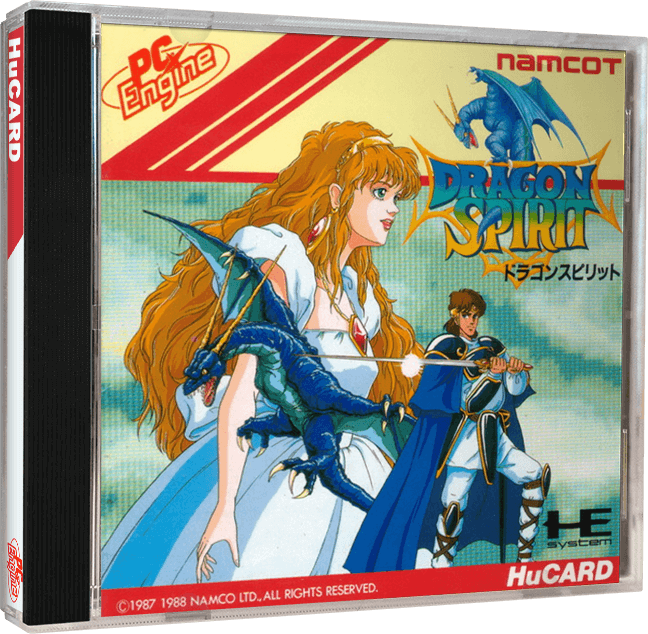 HuCARD
PC
Engine
namcoT
DRAGON
SPIRIT
ドラゴンスピリット
HE
system
HuCARD
©1987 1988 NAMCO LTD., ALL RIGHTS RESERVED.
PC
Engine